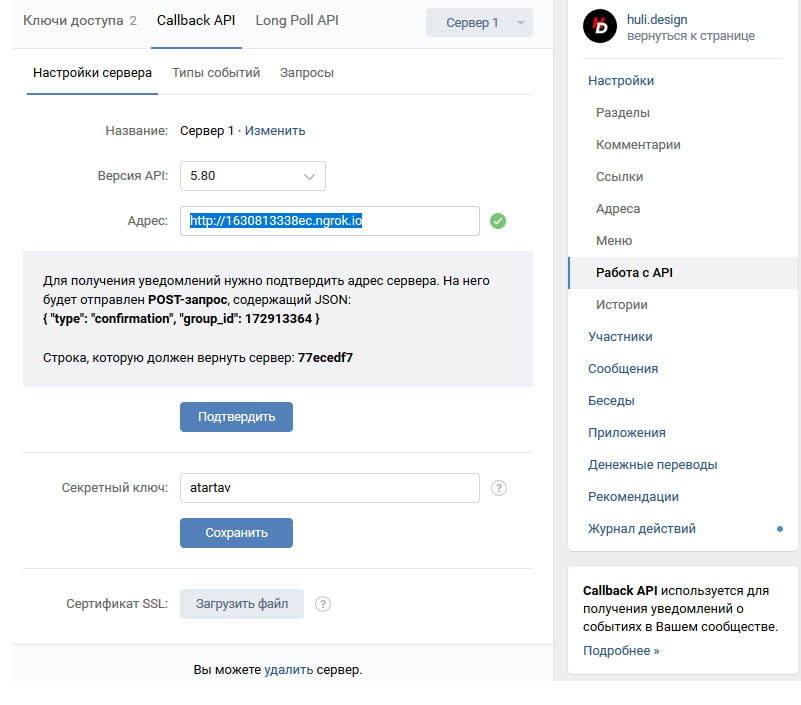 Ключи доступа 2 Callback API Long Poll API Сервер 1
Настройки сервера Типы событий Запросы
Название: Сервер 1 · Изменить
Версия API: 5.80
Адрес: http://1630813338ec.ngrok.io
Для получения уведомлений нужно подтвердить адрес сервера. На него
будет отправлен POST-запрос, содержащий JSON:
{ "type": "confirmation", "group_id": 172913364 }
Строка, которую должен вернуть сервер: 77ecedf7
Подтвердить
Секретный ключ: atartav ?
Сохранить
Сертификат SSL: Загрузить файл ?
Вы можете удалить сервер.
HD
huli.design
вернуться к странице
Настройки
Разделы
Комментарии
Ссылки
Адреса
Меню
Работа с API
Истории
Участники
Сообщения
Беседы
Приложения
Денежные переводы
Рекомендации
Журнал действий
Callback API используется для
получения уведомлений о
событиях в Вашем сообществе.
Подробнее »